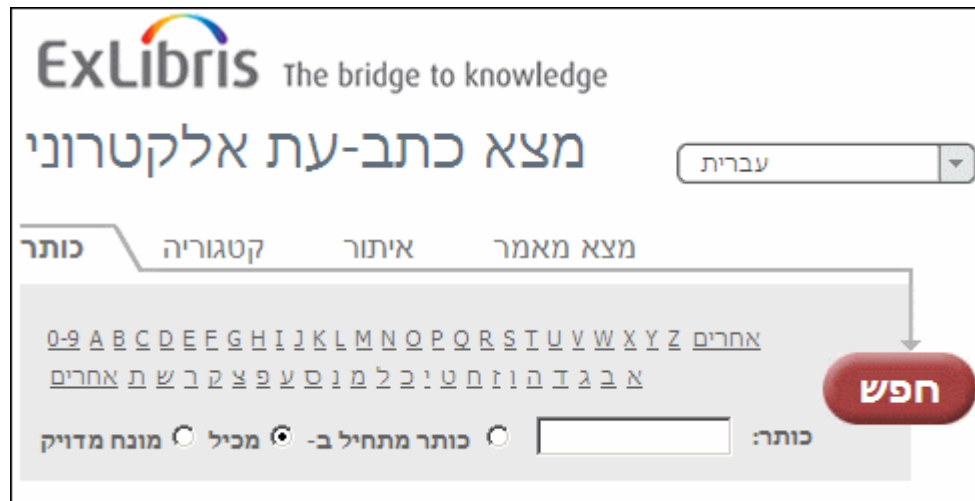 ExLibris The bridge to knowledge
מצא כתב-עת אלקטרוני
עברית
כותר קטגוריה איתור מצא מאמר
0-9 A B C D E F G H I J K L M N O P Q R S T U V W X Y Z אחרים
א ב ג ד ה ו ז ח ט י כ ל מ נ ס ע פ צ ק ר ש ת אחרים
חפש
כותר: כותר מתחיל ב- מכיל מונח מדויק